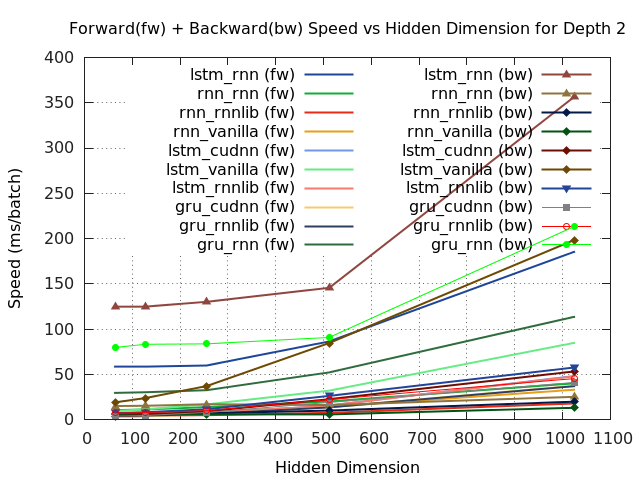 Forward(fw) + Backward(bw) Speed vs Hidden Dimension for Depth 2
400
350
300
250
200
150
100
50
0
Speed (ms/batch)
lstm_rnn (fw)
rnn_rnn (fw)
rnn_rnnlib (fw)
rnn_vanilla (fw)
lstm_cudnn (fw)
lstm_vanilla (fw)
lstm_rnnlib (fw)
gru_cudnn (fw)
gru_rnnlib (fw)
gru_rnn (fw)
lstm_rnn (bw)
rnn_rnn (bw)
rnn_rnnlib (bw)
rnn_vanilla (bw)
lstm_cudnn (bw)
lstm_vanilla (bw)
lstm_rnnlib (bw)
gru_cudnn (bw)
gru_rnnlib (bw)
gru_rnn (bw)
0 100 200 300 400 500 600 700 800 900 1000 1100
Hidden Dimension